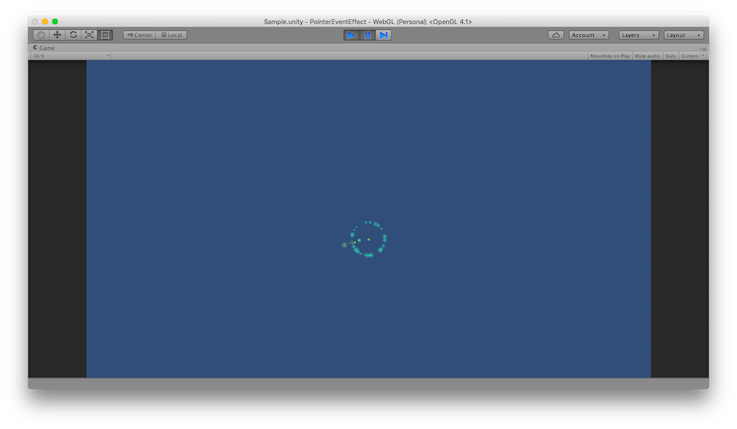 Sample.unity - PointerEventEffect - WebGL (Personal) <OpenGL 4.1>
Center Local Account Layers Layout
Game
16:9 Maximize on Play Mute audio Stats Gizmos